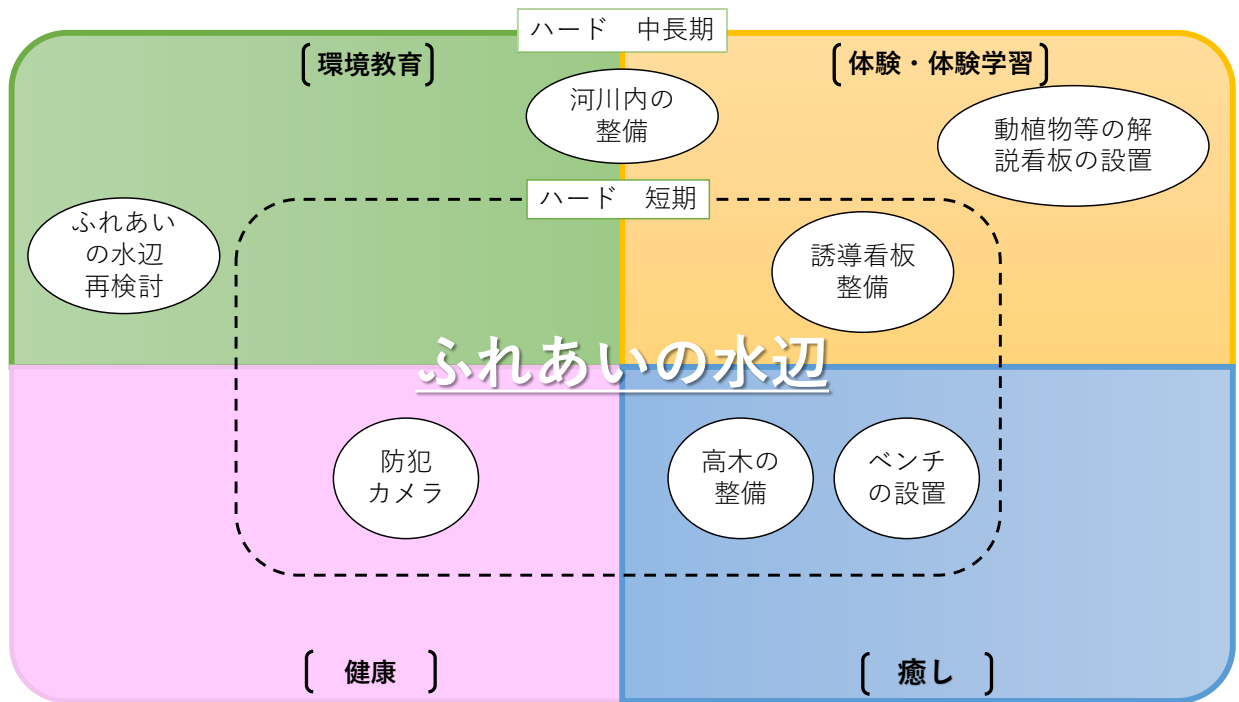 ハード　中長期
〔環境教育〕
〔体験・体験学習〕
河川内の
整備
動植物等の解
説看板の設置
ハード　短期
ふれあい
の水辺
再検討
誘導看板
整備
ふれあいの水辺
防犯
カメラ
高木の
整備
ベンチ
の設置
〔　健康　〕
〔　癒し　〕